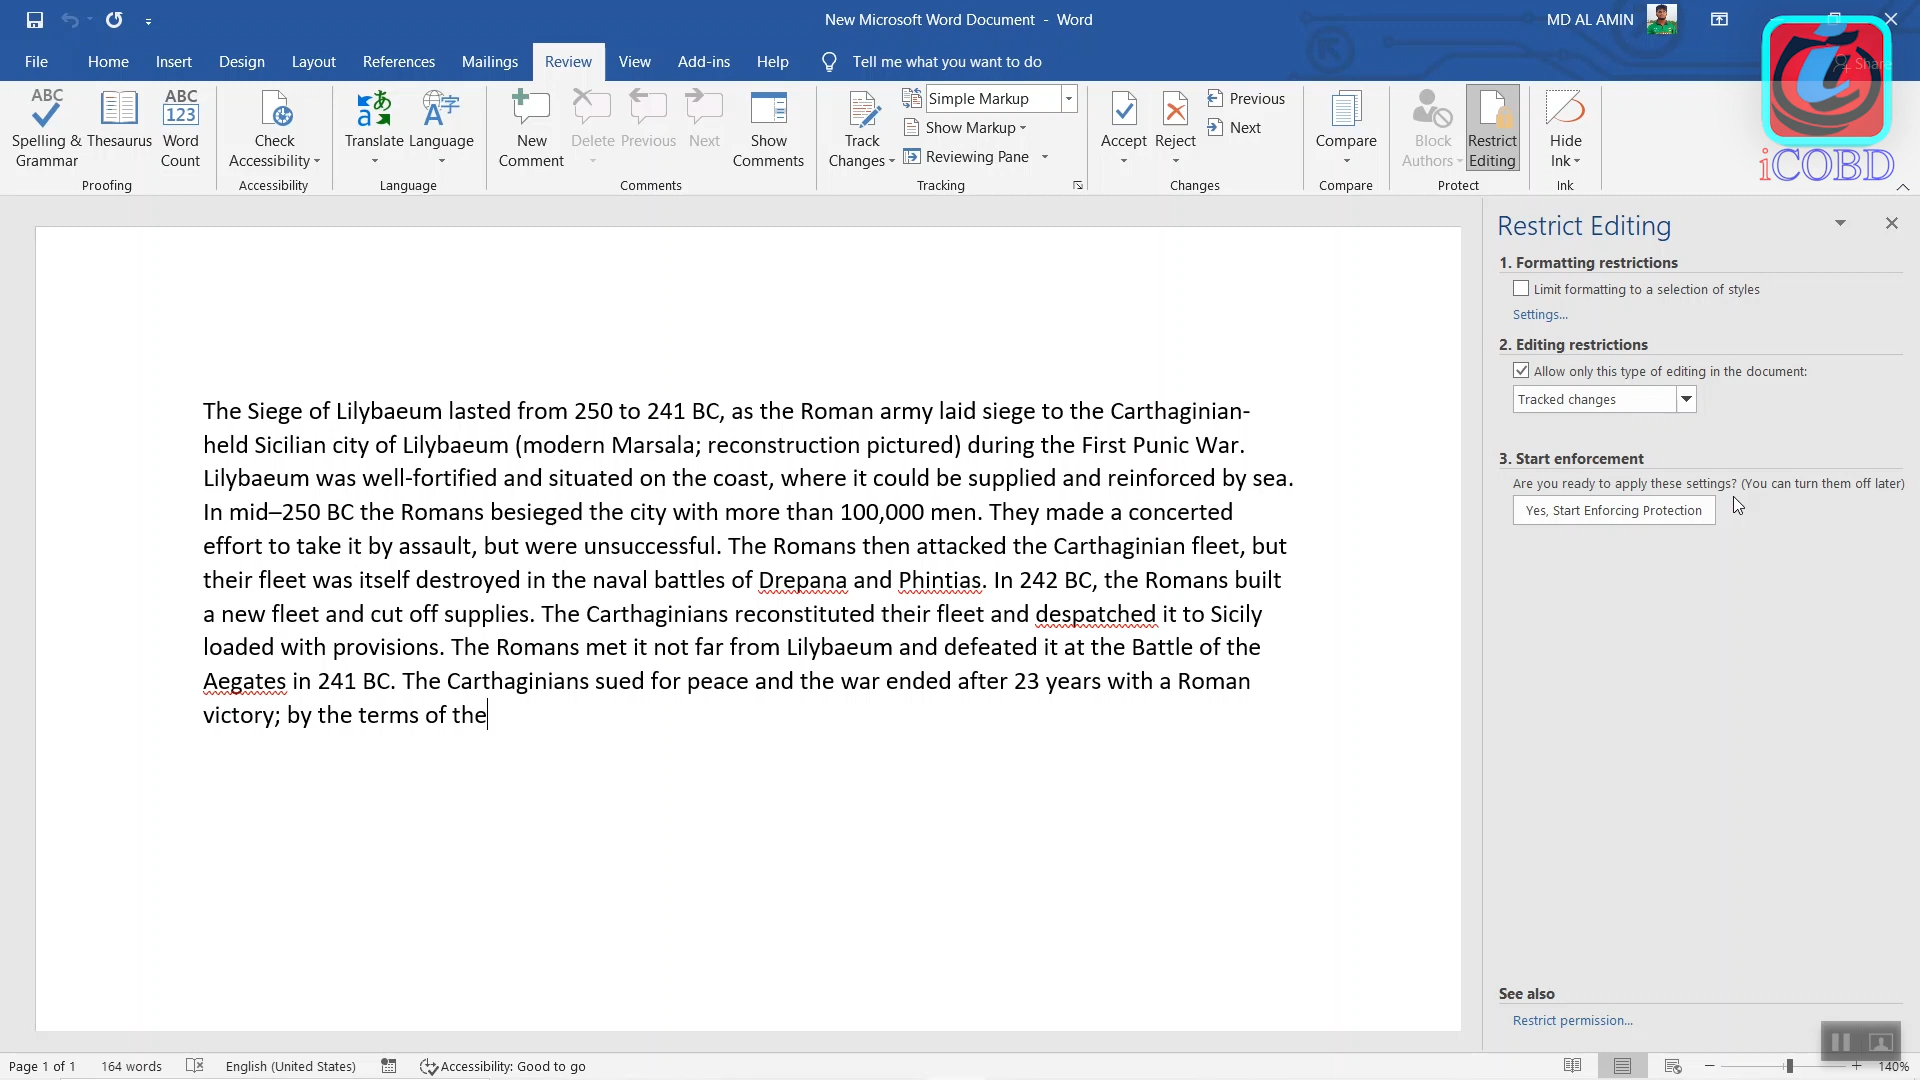 New Microsoft Word Document - Word
MD AL AMIN
File Home Insert Design Layout References Mailings Review View Add-ins Help Tell me what you want to do
Share
ABC
Spelling &
Grammar
Thesaurus
ABC
123
Word
Count
Proofing
Check
Accessibility
Accessibility
Translate
Language
Language
New
Comment
Delete
Previous
Next
Show
Comments
Comments
Track
Changes
Simple Markup
Show Markup
Reviewing Pane
Tracking
Accept
Reject
Previous
Next
Changes
Compare
Compare
Block
Authors
Restrict
Editing
Protect
Hide
Ink
Ink
iCOBD
The Siege of Lilybaeum lasted from 250 to 241 BC, as the Roman army laid siege to the Carthaginian-
held Sicilian city of Lilybaeum (modern Marsala; reconstruction pictured) during the First Punic War.
Lilybaeum was well-fortified and situated on the coast, where it could be supplied and reinforced by sea.
In mid–250 BC the Romans besieged the city with more than 100,000 men. They made a concerted
effort to take it by assault, but were unsuccessful. The Romans then attacked the Carthaginian fleet, but
their fleet was itself destroyed in the naval battles of Drepana and Phintias. In 242 BC, the Romans built
a new fleet and cut off supplies. The Carthaginians reconstituted their fleet and despatched it to Sicily
loaded with provisions. The Romans met it not far from Lilybaeum and defeated it at the Battle of the
Aegates in 241 BC. The Carthaginians sued for peace and the war ended after 23 years with a Roman
victory; by the terms of the
Restrict Editing
1. Formatting restrictions
Limit formatting to a selection of styles
Settings...
2. Editing restrictions
Allow only this type of editing in the document:
Tracked changes
3. Start enforcement
Are you ready to apply these settings? (You can turn them off later)
Yes, Start Enforcing Protection
See also
Restrict permission...
Page 1 of 1 164 words English (United States) Accessibility: Good to go 140%